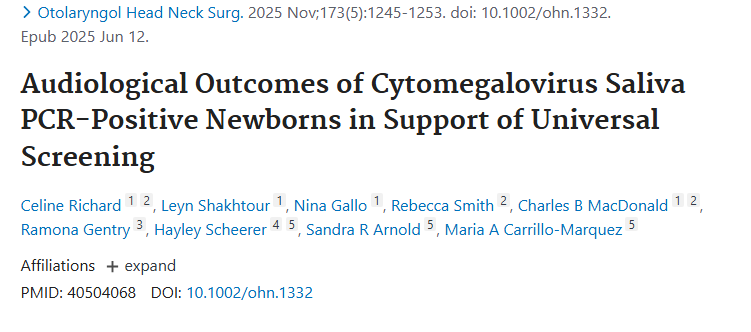 > Otolaryngol Head Neck Surg. 2025 Nov;173(5):1245-1253. doi: 10.1002/ohn.1332.
Epub 2025 Jun 12.
Audiological Outcomes of Cytomegalovirus Saliva
PCR-Positive Newborns in Support of Universal
Screening
Celine Richard 1 2, Leyn Shakhtour 1, Nina Gallo 1, Rebecca Smith 2, Charles B MacDonald 1 2,
Ramona Gentry 3, Hayley Scheerer 4 5, Sandra R Arnold 5, Maria A Carrillo-Marquez 5
Affiliations + expand
PMID: 40504068 DOI: 10.1002/ohn.1332